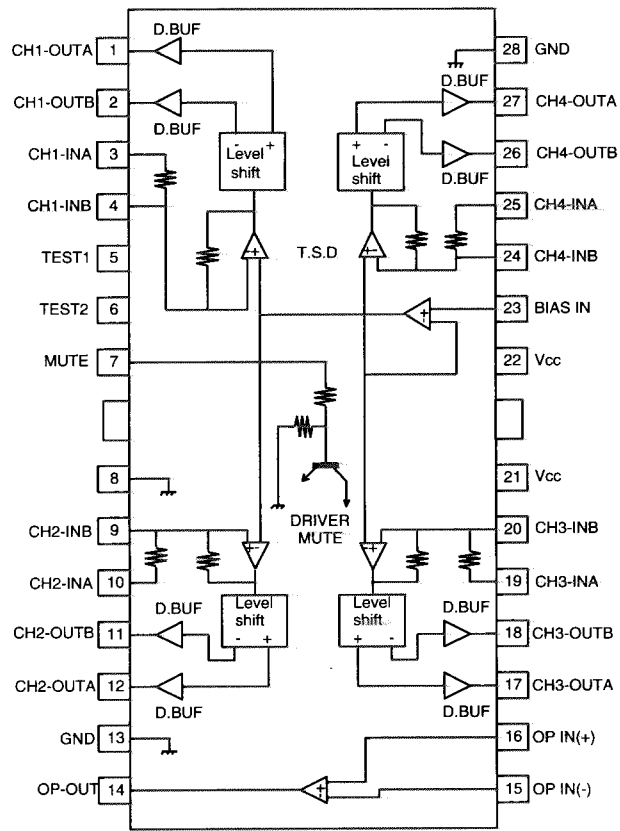 D.BUF
CH1-OUTA 1
28 GND
D.BUF
CH1-OUTB 2
27 CH4-OUTA
D.BUF
CH1-INA 3
- +
Level
shift
+ -
Level
shift
26 CH4-OUTB
D.BUF
CH1-INB 4
25 CH4-INA
TEST1 5
- +
T.S.D
+ -
24 CH4-INB
TEST2 6
+ -
23 BIAS IN
MUTE 7
22 Vcc
8
21 Vcc
DRIVER
MUTE
CH2-INB 9
20 CH3-INB
+ -
- +
CH2-INA 10
19 CH3-INA
Level
shift
- +
Level
shift
+ -
D.BUF
CH2-OUTB 11
D.BUF
18 CH3-OUTB
CH2-OUTA 12
17 CH3-OUTA
D.BUF
D.BUF
GND 13
16 OP IN(+)
OP-OUT 14
+ -
15 OP IN(-)